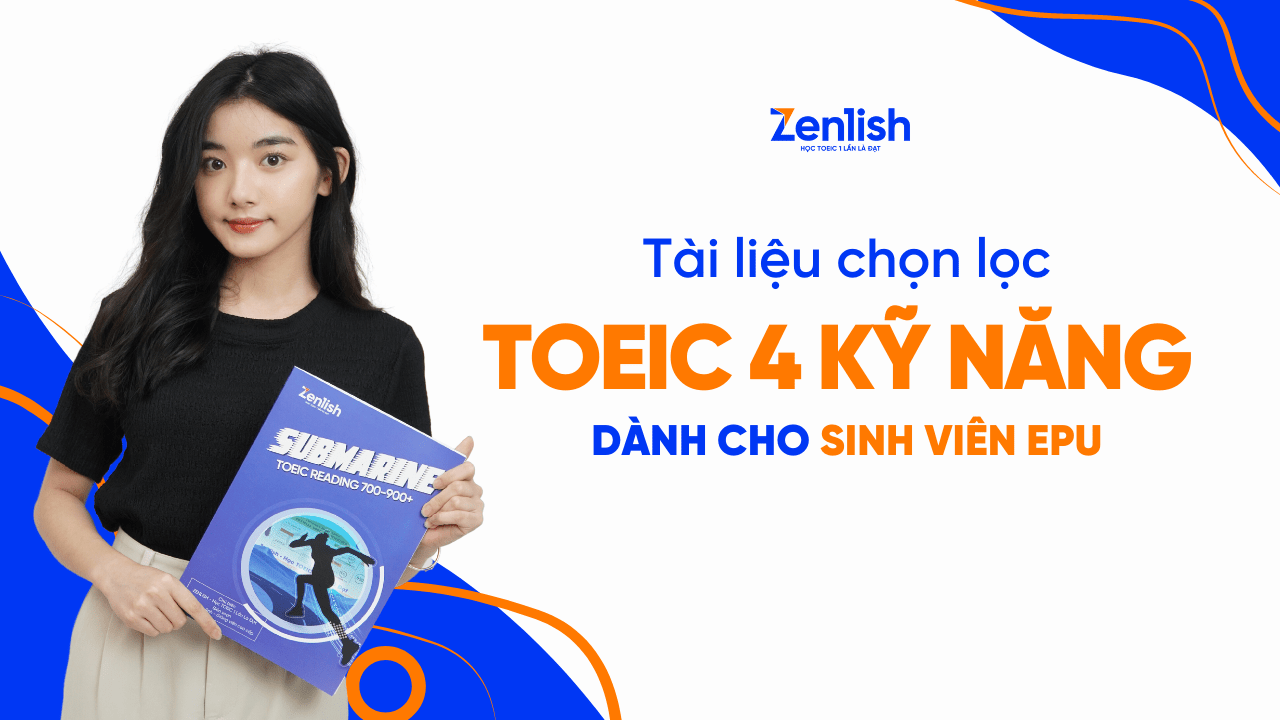 Zenlish
HỌC TOEIC 1 LẦN LÀ ĐẠT
Tài liệu chọn lọc
TOEIC 4 KỸ NĂNG
DÀNH CHO SINH VIÊN EPU
Zenlish
SUBMARINE
TOEIC READING 700-900+